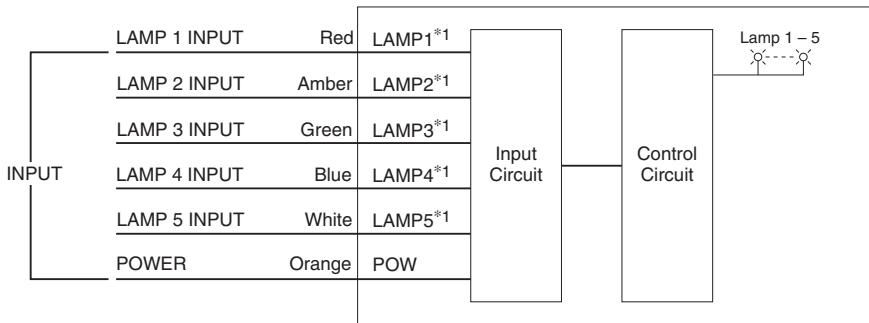 LAMP 1 INPUT Red LAMP1*1
Lamp 1 – 5
LAMP 2 INPUT Amber LAMP2*1
LAMP 3 INPUT Green LAMP3*1
INPUT
LAMP 4 INPUT Blue LAMP4*1
Input
Circuit
Control
Circuit
LAMP 5 INPUT White LAMP5*1
POWER Orange POW